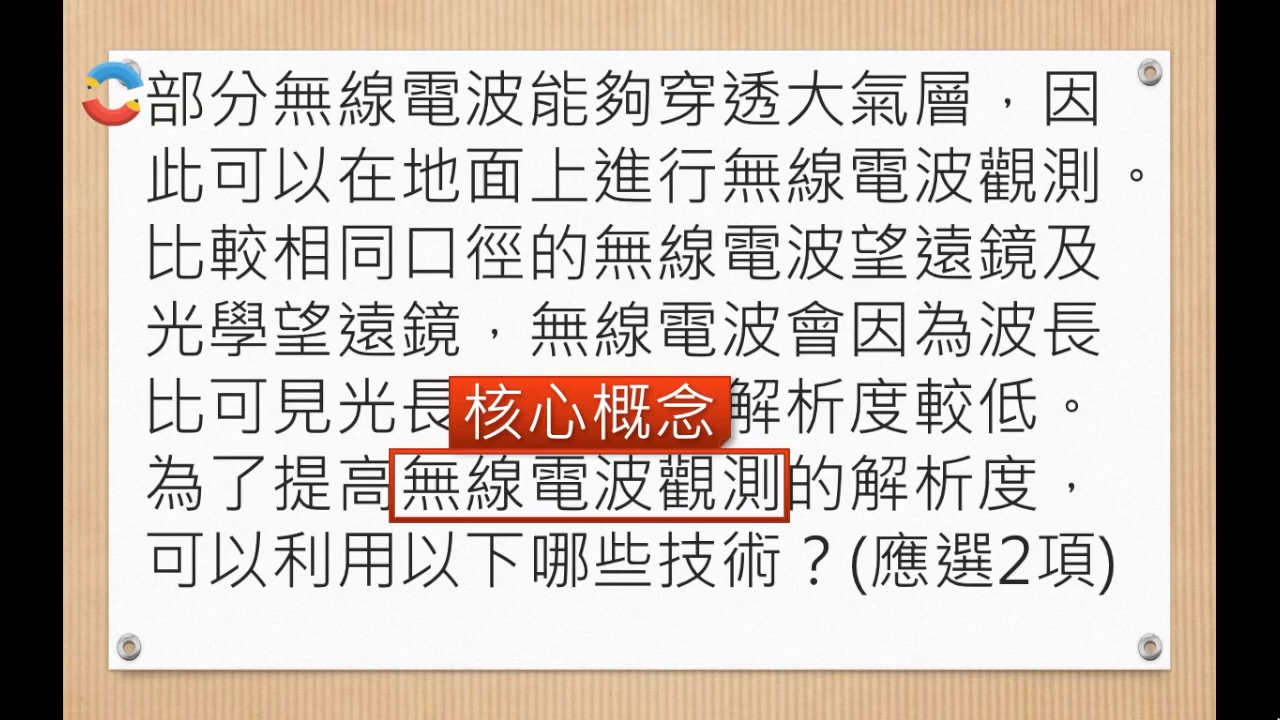 部分無線電波能夠穿透大氣層，因
此可以在地面上進行無線電波觀測。
比較相同口徑的無線電波望遠鏡及
光學望遠鏡，無線電波會因為波長
比可見光長 核心概念 解析度較低。
為了提高無線電波觀測的解析度，
可以利用以下哪些技術？(應選2項)